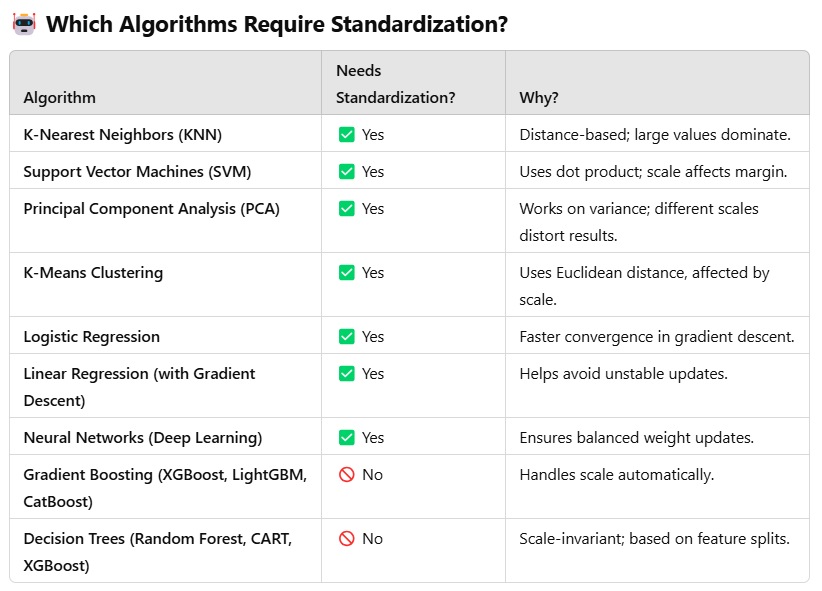 Which Algorithms Require Standardization?
Needs
Algorithm Standardization? Why?
K-Nearest Neighbors (KNN) Yes Distance-based; large values dominate.
Support Vector Machines (SVM) Yes Uses dot product; scale affects margin.
Principal Component Analysis (PCA) Yes Works on variance; different scales
distort results.
K-Means Clustering Yes Uses Euclidean distance, affected by
scale.
Logistic Regression Yes Faster convergence in gradient descent.
Linear Regression (with Gradient Yes Helps avoid unstable updates.
Descent)
Neural Networks (Deep Learning) Yes Ensures balanced weight updates.
Gradient Boosting (XGBoost, LightGBM, No Handles scale automatically.
CatBoost)
Decision Trees (Random Forest, CART, No Scale-invariant; based on feature splits.
XGBoost)